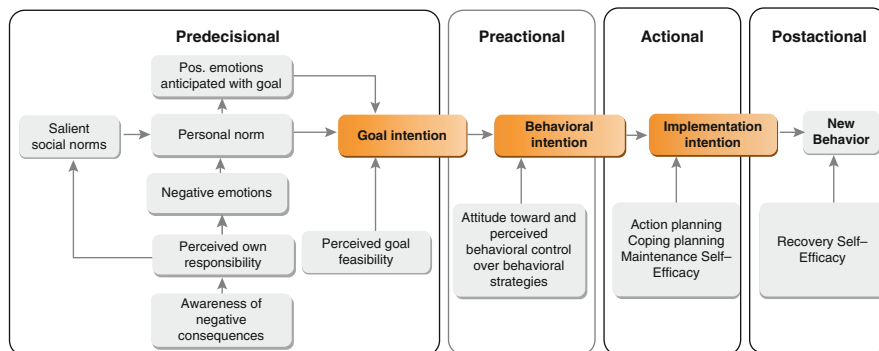 Predecisional
Preactional
Actional
Postactional
Pos. emotions
anticipated with goal
Salient
social norms
Personal norm
Goal intention
Behavioral
intention
Implementation
intention
New
Behavior
Negative emotions
Perceived own
responsibility
Perceived goal
feasibility
Attitude toward and
perceived
behavioral control
over behavioral
strategies
Action planning
Coping planning
Maintenance Self–
Efficacy
Recovery Self–
Efficacy
Awareness of
negative
consequences